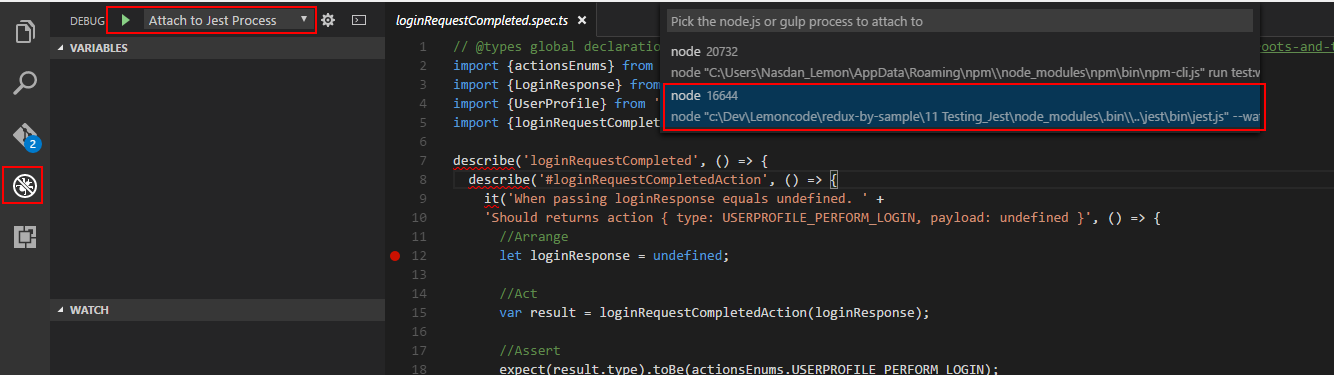 DEBUG Attach to Jest Process
VARIABLES
WATCH
2
loginRequestCompleted.spec.ts
Pick the node.js or gulp process to attach to
node 20732
node "C:\Users\Nasdan_Lemon\AppData\Roaming\npm\\node_modules\npm\bin\npm-cli.js" run test:w
node 16644
node "c:\Dev\Lemoncode\redux-by-sample\11 Testing_Jest\node_modules\.bin\\..\jest\bin\jest.js" --wa
1 // @types global declaratio roots-and-t
2 import {actionsEnums} from
3 import {LoginResponse} from
4 import {UserProfile} from '
5 import {loginRequestComplet
6
7 describe('loginRequestCompleted', () => {
8 describe('#loginRequestCompletedAction', () => {
9 it('When passing loginResponse equals undefined. ' +
10 'Should returns action { type: USERPROFILE_PERFORM_LOGIN, payload: undefined }', () => {
11 //Arrange
12 let loginResponse = undefined;
13
14 //Act
15 var result = loginRequestCompletedAction(loginResponse);
16
17 //Assert
18 expect(result.type).toBe(actionsEnums.USERPROFILE_PERFORM_LOGIN);